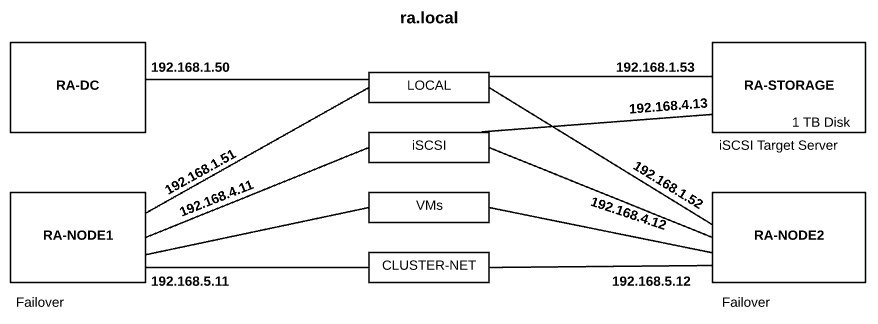 ra.local
192.168.1.50
192.168.1.53
RA-DC
LOCAL
RA-STORAGE
192.168.4.13
1 TB Disk
iSCSI
iSCSI Target Server
192.168.1.51
192.168.4.11
192.168.1.52
192.168.4.12
VMs
RA-NODE1
RA-NODE2
CLUSTER-NET
192.168.5.11
192.168.5.12
Failover
Failover